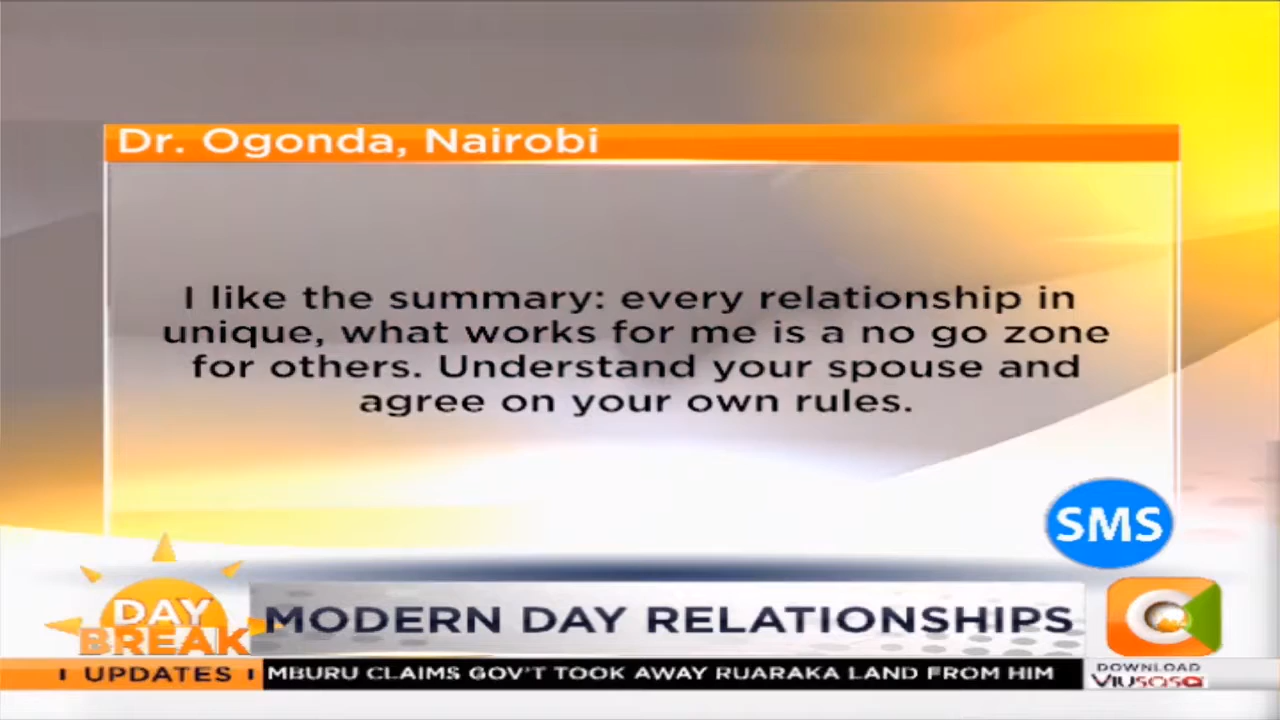 Dr. Ogonda, Nairobi
I like the summary: every relationship in
unique, what works for me is a no go zone
for others. Understand your spouse and
agree on your own rules.
SMS
DAY
BREAK
MODERN DAY RELATIONSHIPS
UPDATES
MBURU CLAIMS GOV'T TOOK AWAY RUARAKA LAND FROM HIM
DOWNLOAD
VIUSASA